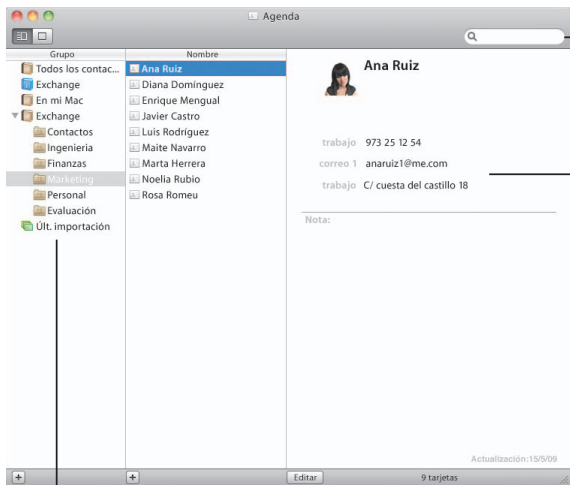 Agenda
Grupo
Todos los contac...
Exchange
En mi Mac
Exchange
Contactos
Ingenieria
Finanzas
Marketing
Personal
Evaluación
Últ. importación
Nombre
Ana Ruiz
Diana Domínguez
Enrique Mengual
Javier Castro
Luis Rodríguez
Maite Navarro
Marta Herrera
Noelia Rubio
Rosa Romeu
Ana Ruiz
trabajo 973 25 12 54
correo 1 anaruiz1@me.com
trabajo C/ cuesta del castillo 18
Nota:
Actualización:15/5/09
Editar 9 tarjetas